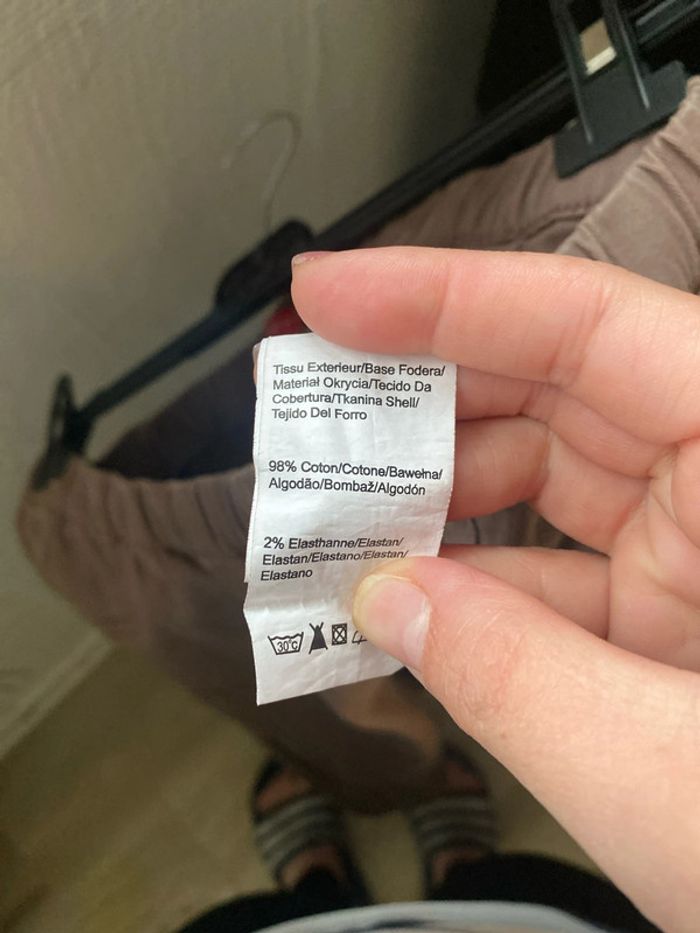 Tissu Exterieur/Base Fodera/
Materiał Okrycia/Tecido Da
Cobertura/Tkanina Shell/
Tejido Del Forro
98% Coton/Cotone/Bawełna/
Algodão/Bombaž/Algodón
2% Elasthanne/Elastan/
Elastan/Elastano/Elastan/
Elastano
30°C